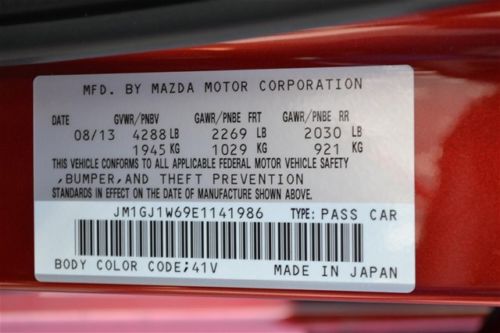 MFD. BY MAZDA MOTOR CORPORATION
DATE GVWR/PNBV GAWR/PNBE FRT GAWR/PNBE RR
08/13 4288 LB 2269 LB 2030 LB
1945 KG 1029 KG 921 KG
THIS VEHICLE CONFORMS TO ALL APPLICABLE FEDERAL MOTOR VEHICLE SAFETY
,BUMPER,AND THEFT PREVENTION
STANDARDS IN EFFECT ON THE DATE OF MANUFACTURE SHOWN ABOVE.
JM1GJ1W69E1141986 TYPE: PASS CAR
BODY COLOR CODE;41V MADE IN JAPAN